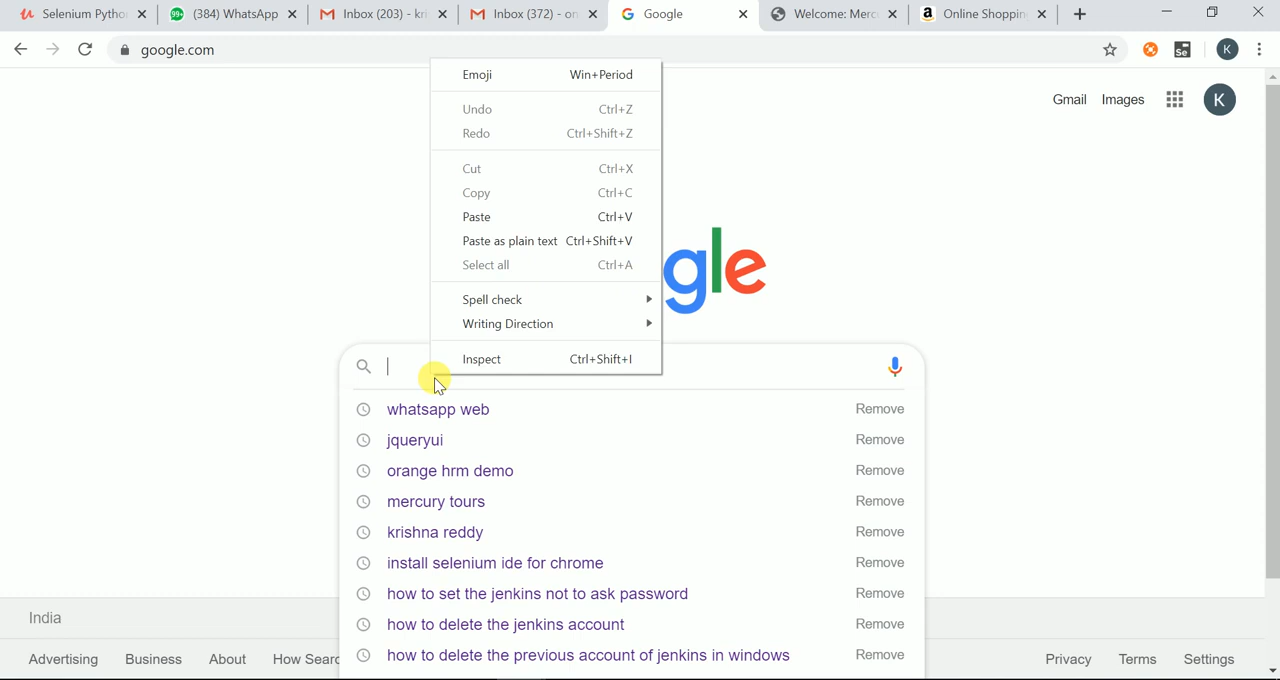 Selenium Pytho
(384) WhatsApp
Inbox (203) - kri
Inbox (372) - on
Google
Welcome: Merc
Online Shoppin
google.com
Gmail Images K
Emoji Win+Period
Undo Ctrl+Z
Redo Ctrl+Shift+Z
Cut Ctrl+X
Copy Ctrl+C
Paste Ctrl+V
Paste as plain text Ctrl+Shift+V
Select all Ctrl+A
Spell check
Writing Direction
Inspect Ctrl+Shift+I
gle
whatsapp web Remove
jqueryui Remove
orange hrm demo Remove
mercury tours Remove
krishna reddy Remove
install selenium ide for chrome Remove
how to set the jenkins not to ask password Remove
how to delete the jenkins account Remove
how to delete the previous account of jenkins in windows Remove
India
Advertising Business About How Searc
Privacy Terms Settings